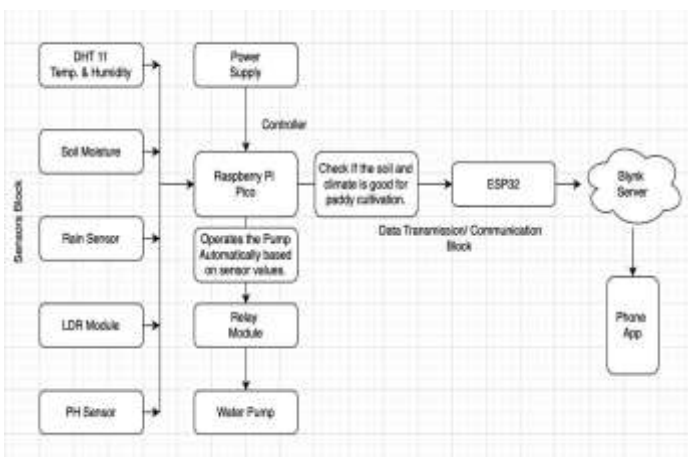 DHT 11
Temp. & Humidity
Power
Supply
Controller
Soil Moisture
Raspberry Pi
Pico
Check if the soil and
climate is good for
paddy cultivation.
ESP32
Blynk
Server
Sensors Block
Rain Sensor
Operates the Pump
Automatically based
on sensor values.
Data Transmission/ Communication
Block
LDR Module
Relay
Module
Phone
App
PH Sensor
Water Pump